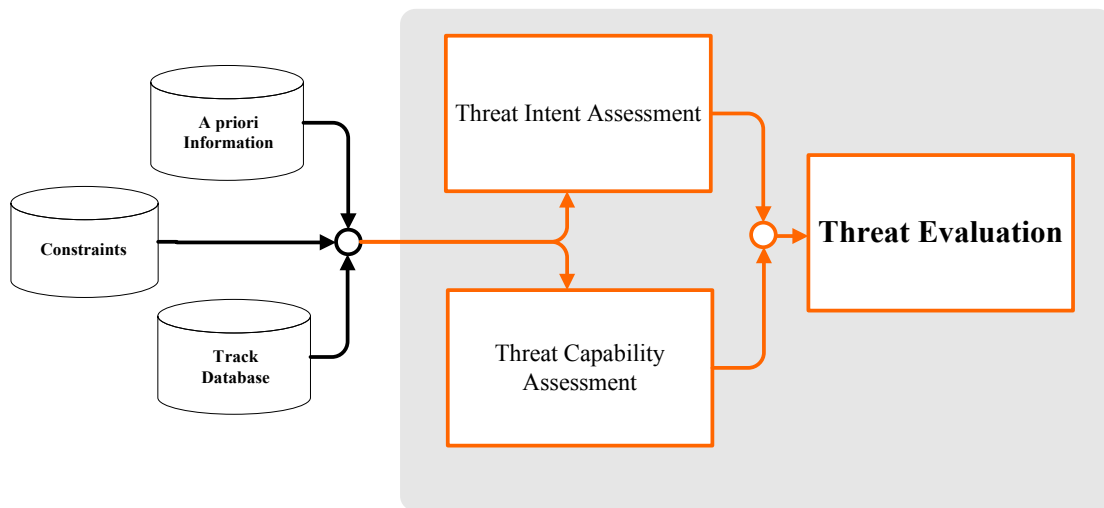 A priori
Information
Constraints
Track
Database
Threat Intent Assessment
Threat Capability
Assessment
Threat Evaluation